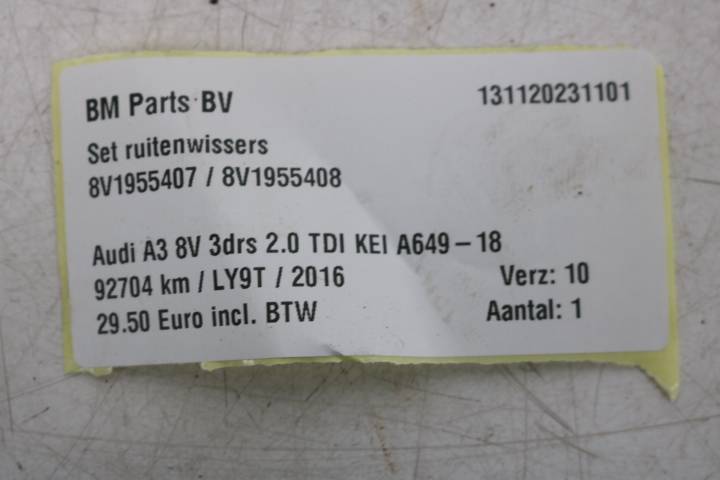 BM Parts BV 131120231101
Set ruitenwissers
8V1955407 / 8V1955408
Audi A3 8V 3drs 2.0 TDI KEI A649-18
92704 km / LY9T / 2016 Verz: 10
29.50 Euro incl. BTW Aantal: 1